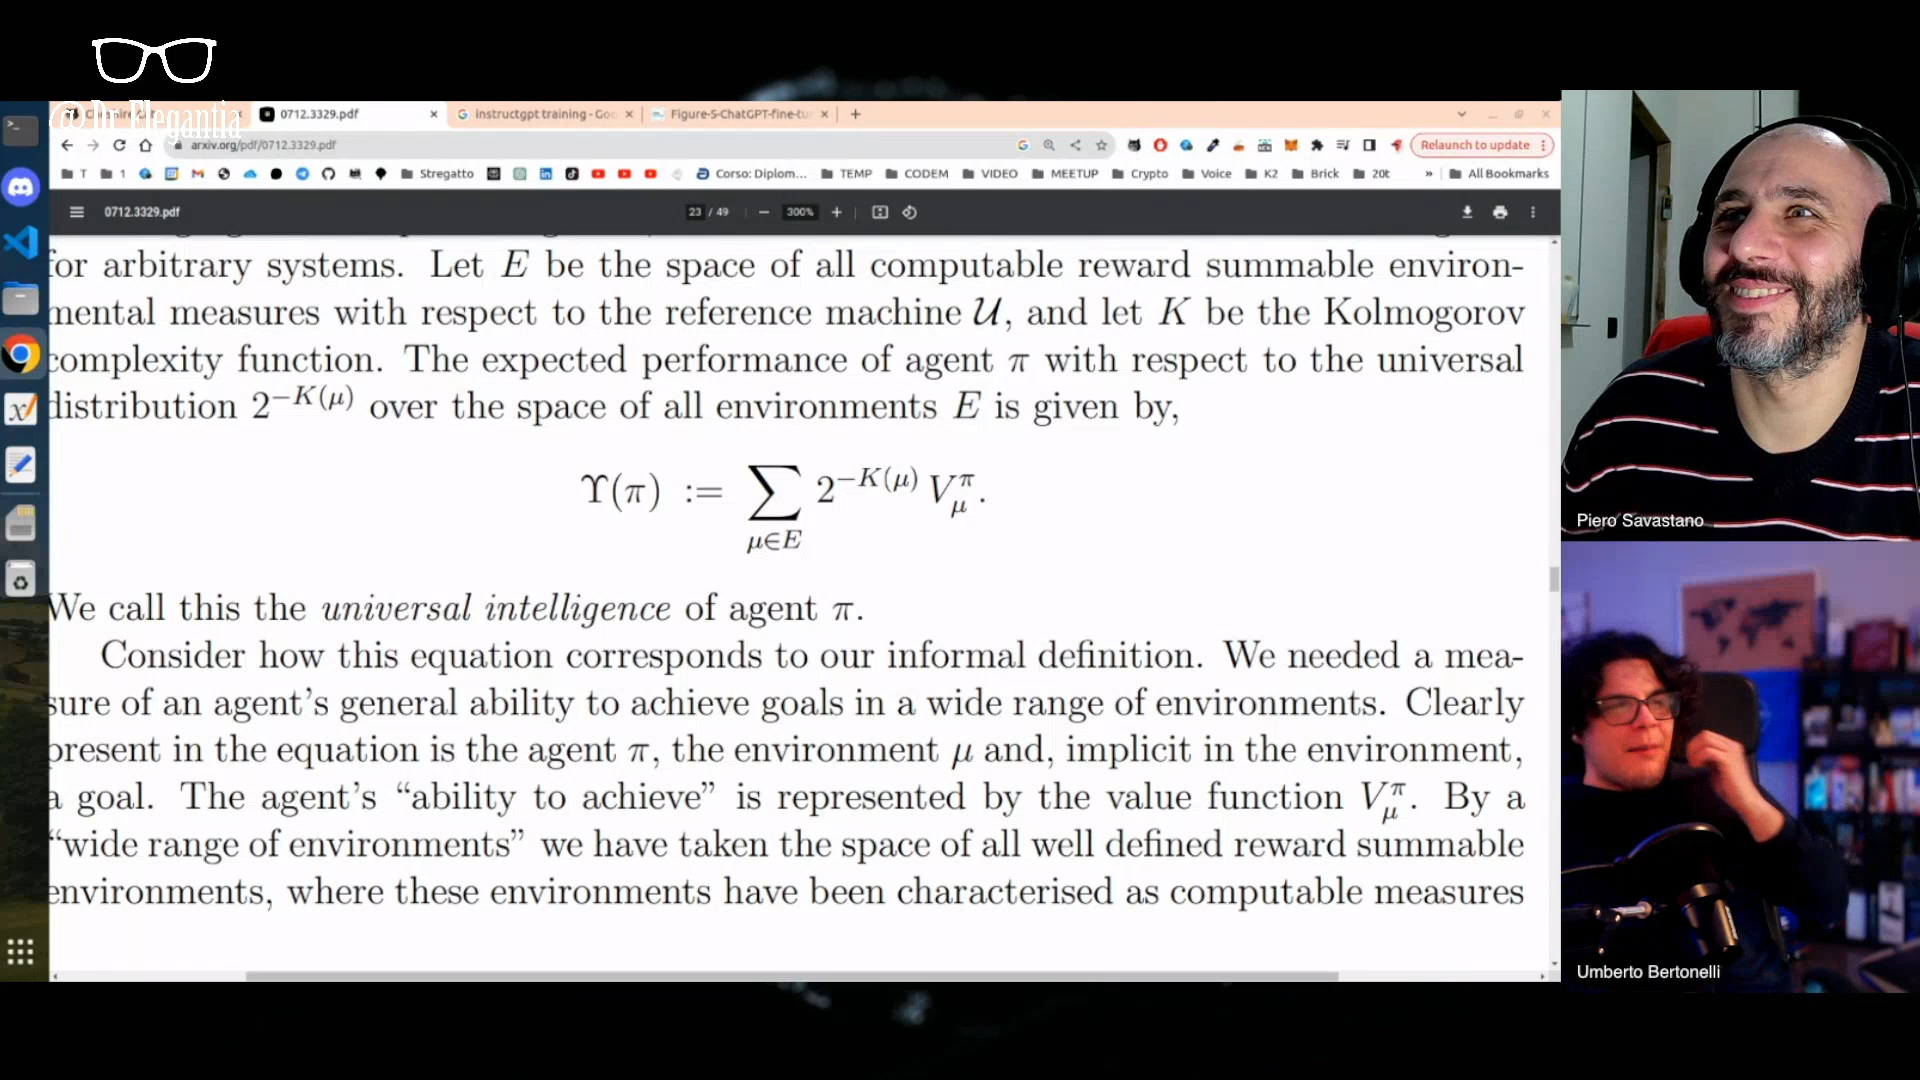 @Dr Elegantia
0712.3329.pdf
instructgpt training - Goo
Figure-5-ChatGPT-fine-tu
arxiv.org/pdf/0712.3329.pdf
Relaunch to update
T 1 Stregatto Corso: Diplom... TEMP CODEM VIDEO MEETUP Crypto Voice K2 Brick 20t » All Bookmarks
0712.3329.pdf 23 / 49 − 300% +
for arbitrary systems. Let E be the space of all computable reward summable environ-
mental measures with respect to the reference machine 𝒰, and let K be the Kolmogorov
complexity function. The expected performance of agent π with respect to the universal
distribution 2^{−K(μ)} over the space of all environments E is given by,
ϒ(π) := ∑_{μ∈E} 2^{−K(μ)} V_μ^π.
We call this the universal intelligence of agent π.
Consider how this equation corresponds to our informal definition. We needed a mea-
sure of an agent's general ability to achieve goals in a wide range of environments. Clearly
present in the equation is the agent π, the environment μ and, implicit in the environment,
a goal. The agent's “ability to achieve” is represented by the value function V_μ^π. By a
“wide range of environments” we have taken the space of all well defined reward summable
environments, where these environments have been characterised as computable measures
Piero Savastano
Umberto Bertonelli